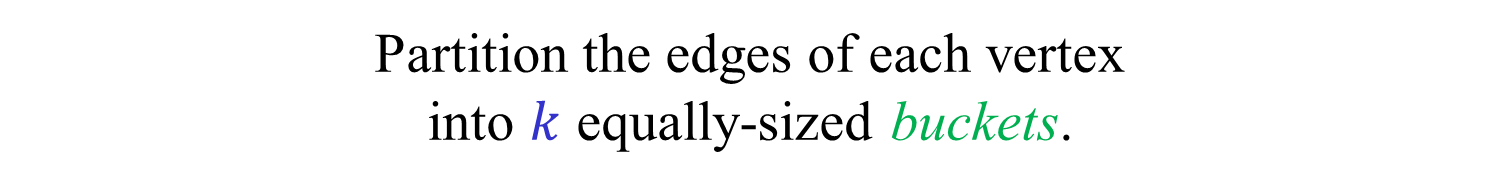 Partition the edges of each vertex
into k equally-sized buckets.